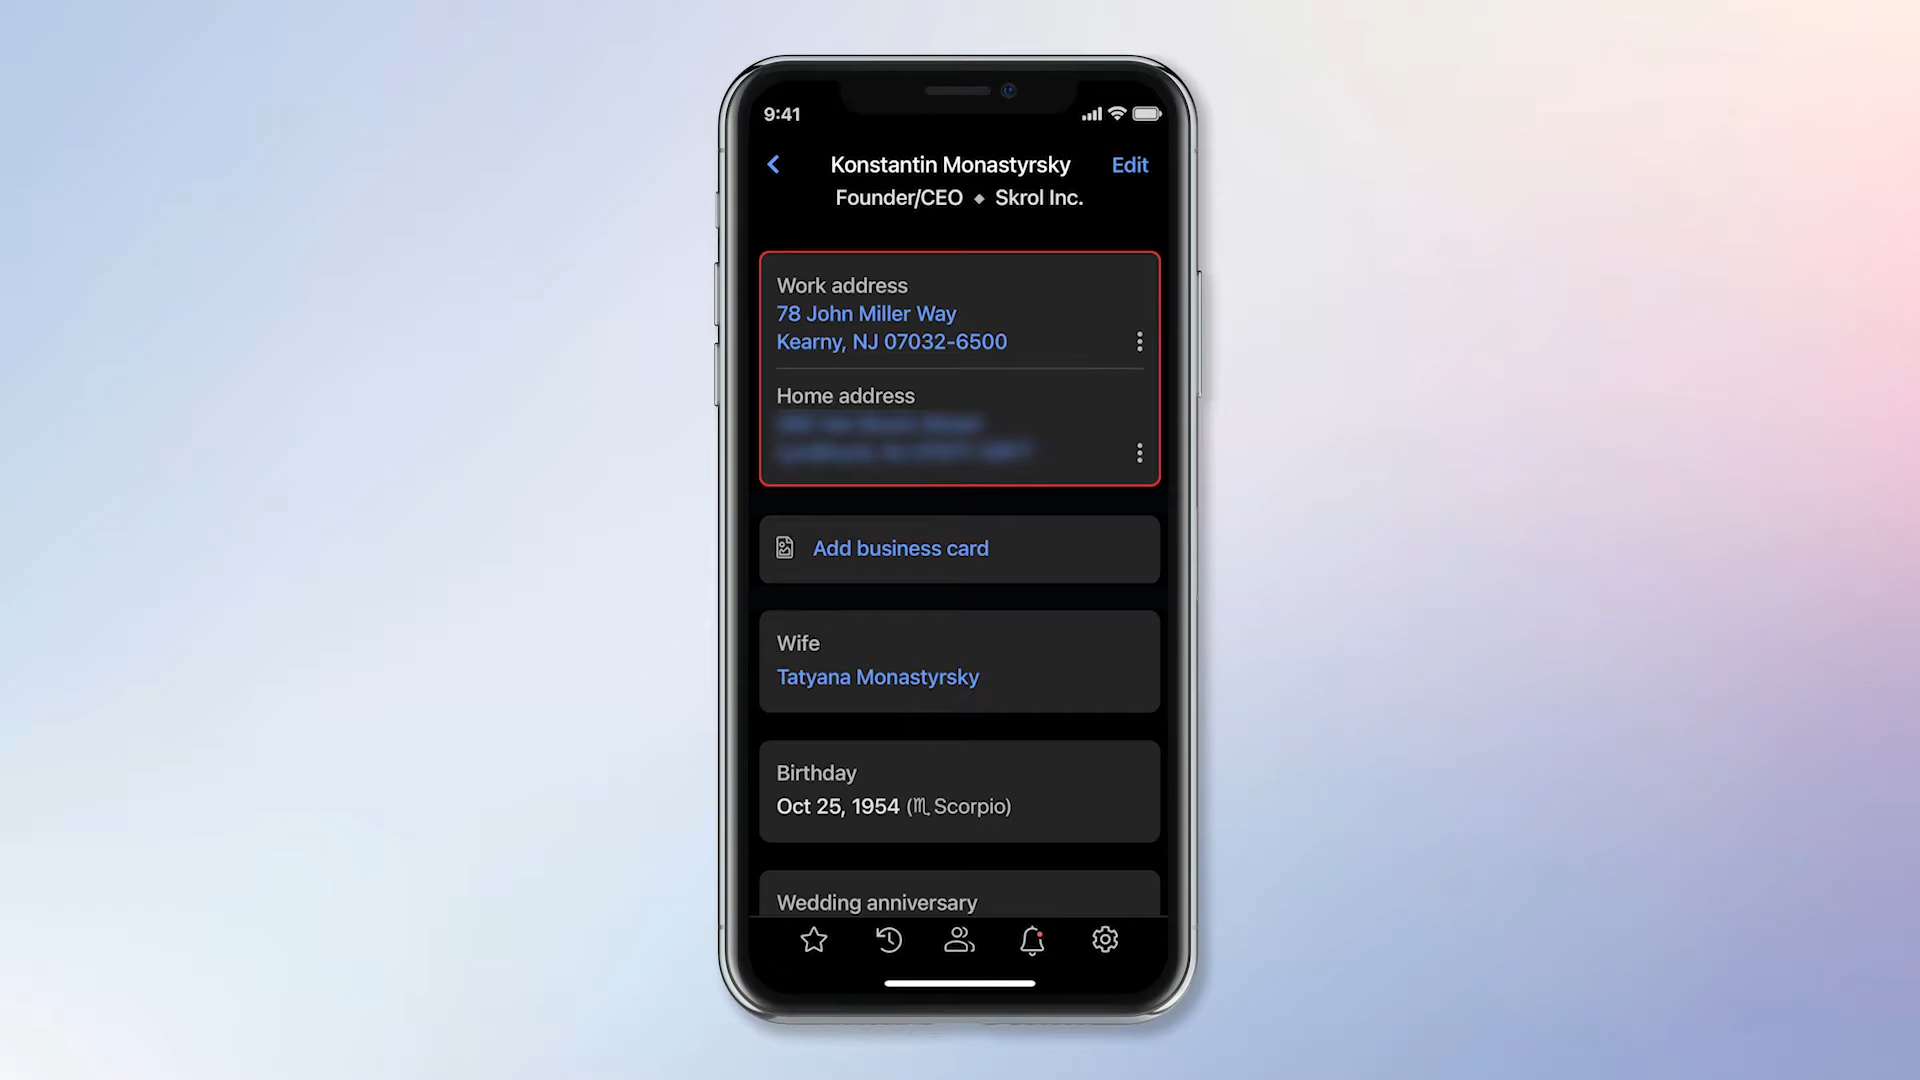 9:41
Konstantin Monastyrsky
Edit
Founder/CEO ◆ Skrol Inc.
Work address
78 John Miller Way
Kearny, NJ 07032-6500
Home address
Add business card
Wife
Tatyana Monastyrsky
Birthday
Oct 25, 1954 (♏ Scorpio)
Wedding anniversary